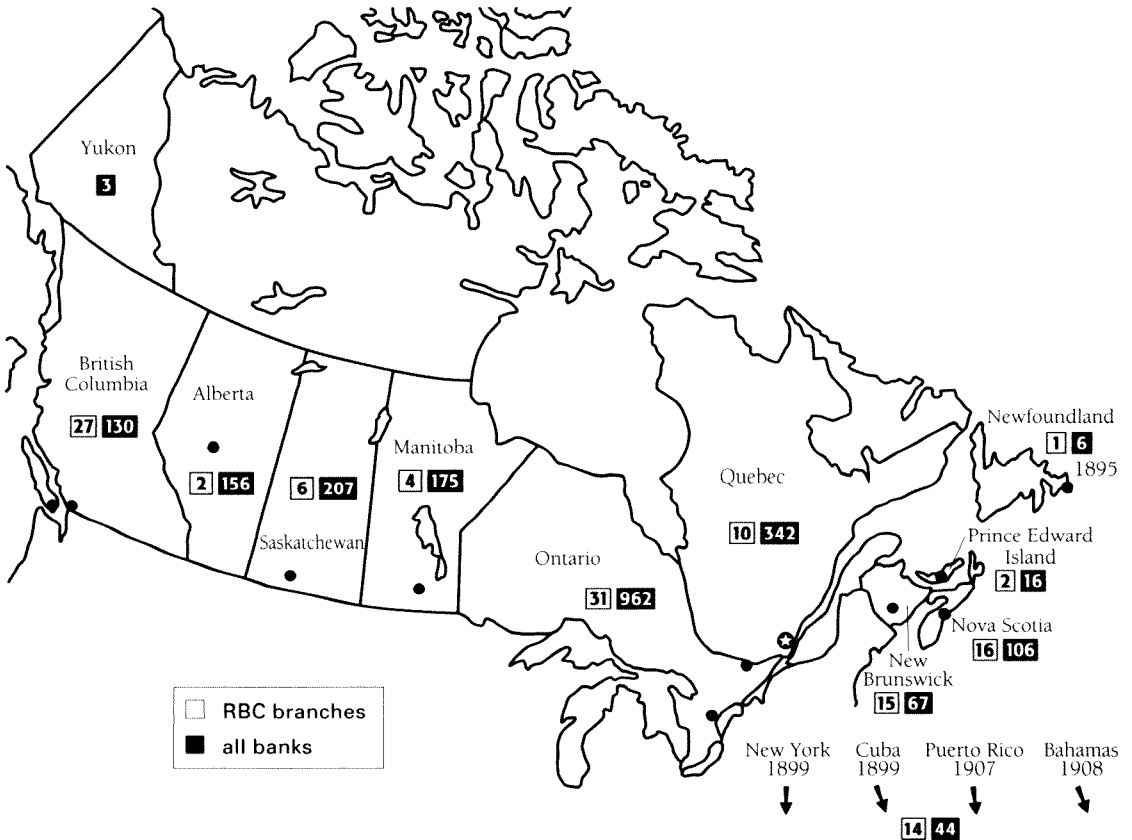 Yukon
3
British
Columbia
27 130
Alberta
2 156
6 207
Saskatchewan
Manitoba
4 175
Ontario
31 962
Quebec
10 342
Newfoundland
1 6
1895
Prince Edward
Island
2 16
Nova Scotia
16 106
New
Brunswick
15 67
RBC branches
all banks
New York
1899
Cuba
1899
Puerto Rico
1907
Bahamas
1908
14 44